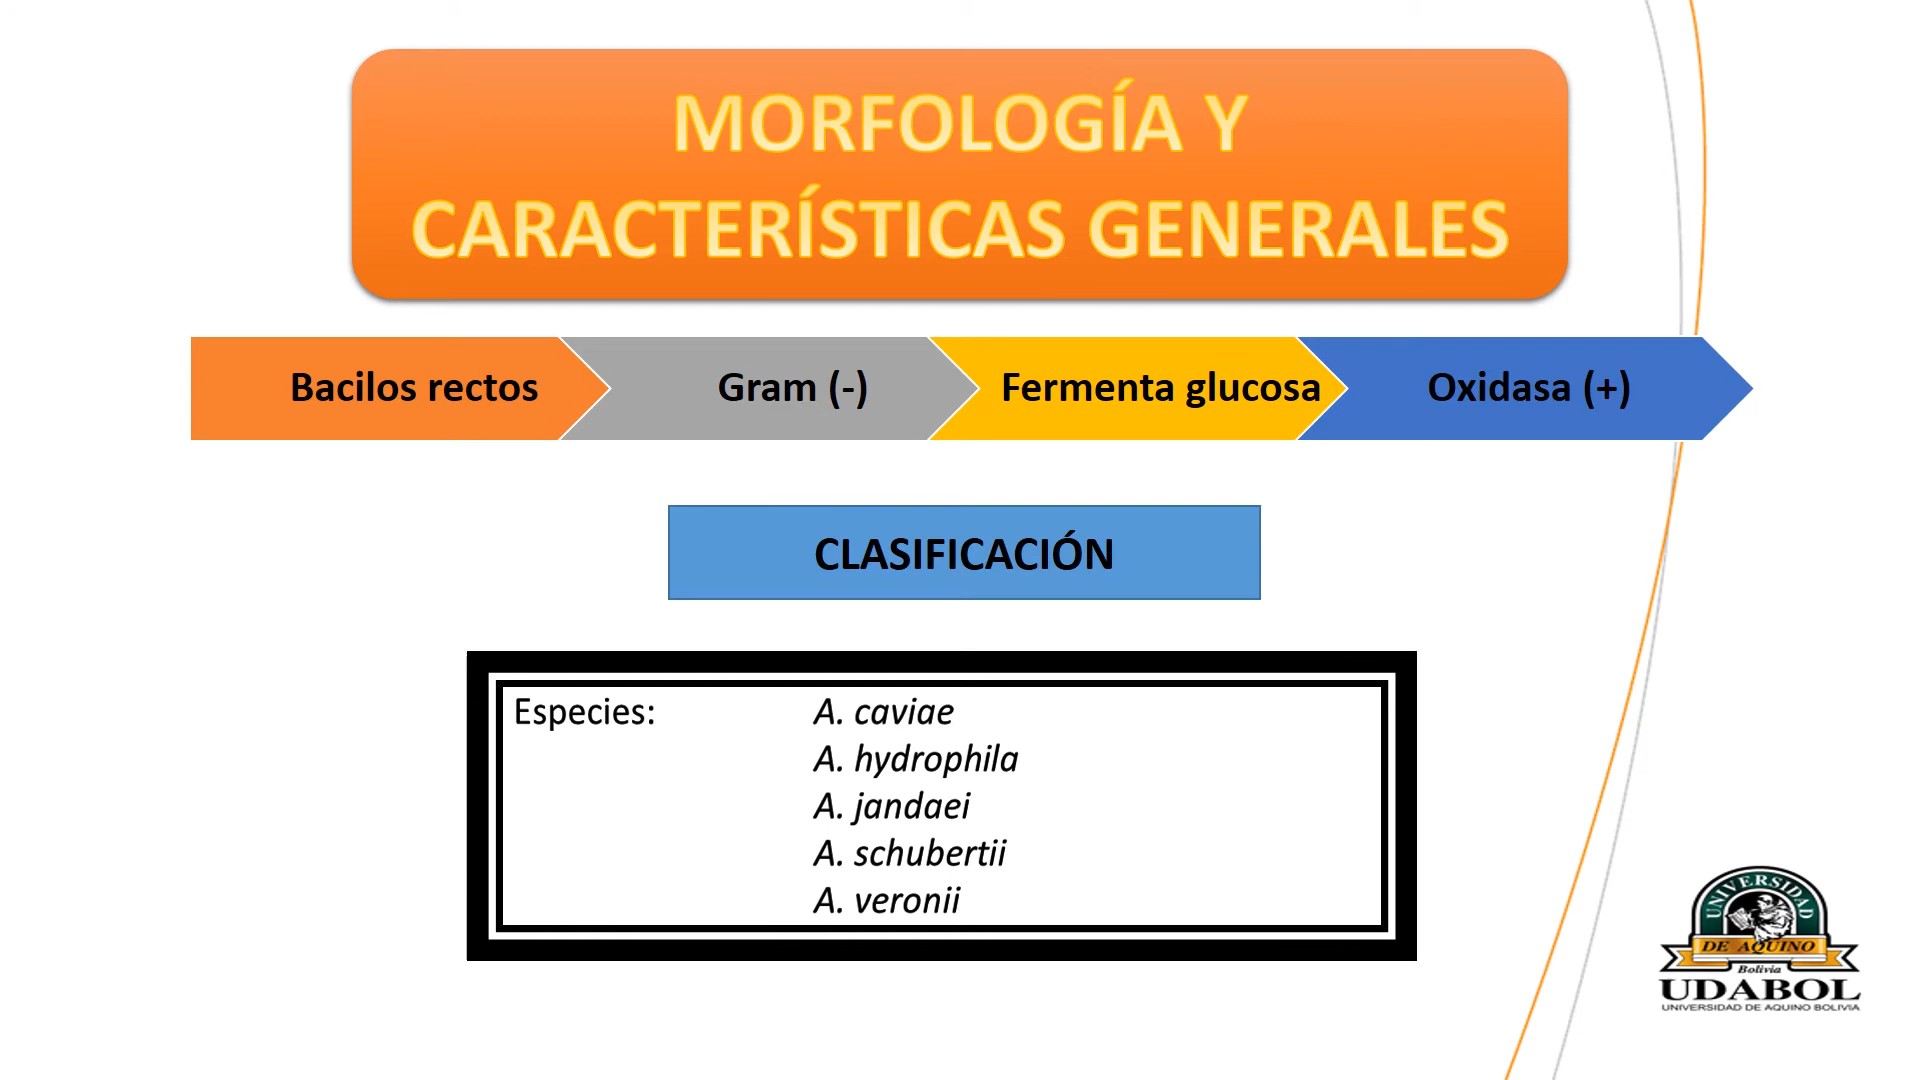 MORFOLOGÍA Y
CARACTERÍSTICAS GENERALES
Bacilos rectos
Gram (-)
Fermenta glucosa
Oxidasa (+)
CLASIFICACIÓN
Especies: A. caviae
A. hydrophila
A. jandaei
A. schubertii
A. veronii
UNIVERSIDAD
DE AQUINO
Bolivia
UDABOL
UNIVERSIDAD DE AQUINO BOLIVIA